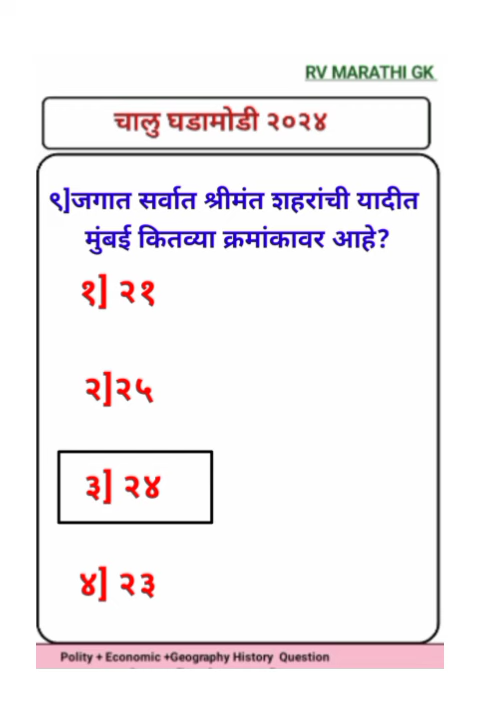 RV MARATHI GK
चालु घडामोडी २०२४
९]जगात सर्वात श्रीमंत शहरांची यादीत
मुंबई कितव्या क्रमांकावर आहे?
१] २१
२]२५
३] २४
४] २३
Polity + Economic +Geography History Question